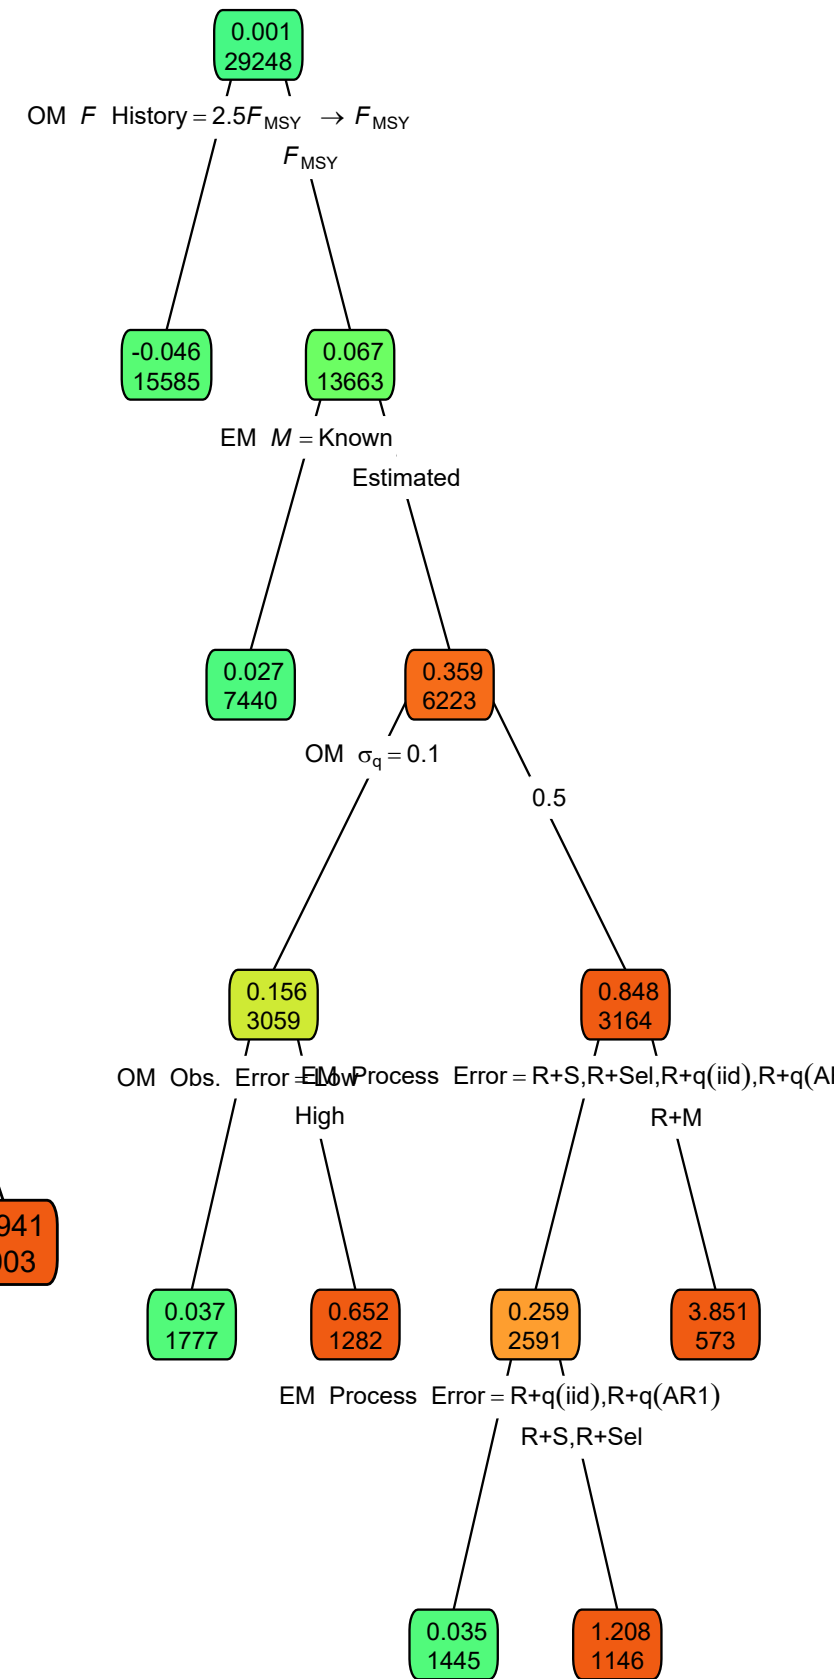 0.001
29248
OM F History = 2.5F_MSY → F_MSY
F_MSY
-0.046
15585
0.067
13663
EM M = Known
Estimated
0.027
7440
0.359
6223
OM σ_q = 0.1
0.5
0.156
3059
0.848
3164
OM Obs. Error = Low
EM Process Error = R+S,R+Sel,R+q(iid),R+q(A
High
R+M
941
003
0.037
1777
0.652
1282
0.259
2591
3.851
573
EM Process Error = R+q(iid),R+q(AR1)
R+S,R+Sel
0.035
1445
1.208
1146